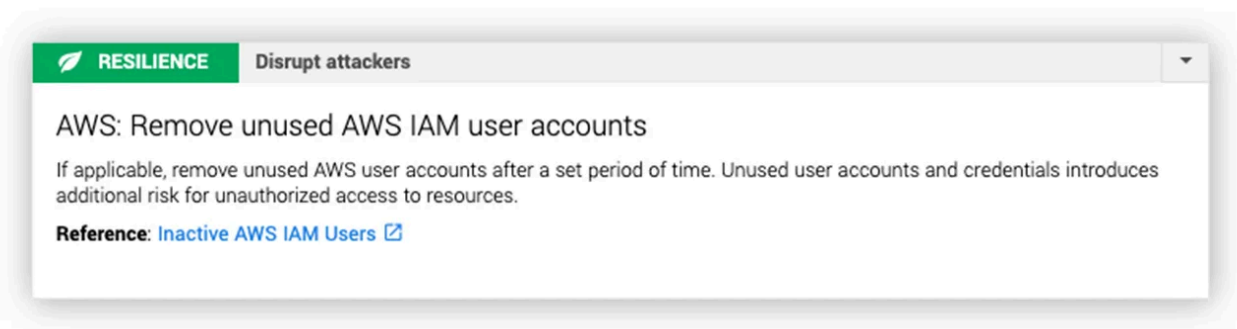 RESILIENCE Disrupt attackers
AWS: Remove unused AWS IAM user accounts
If applicable, remove unused AWS user accounts after a set period of time. Unused user accounts and credentials introduces
additional risk for unauthorized access to resources.
Reference: Inactive AWS IAM Users